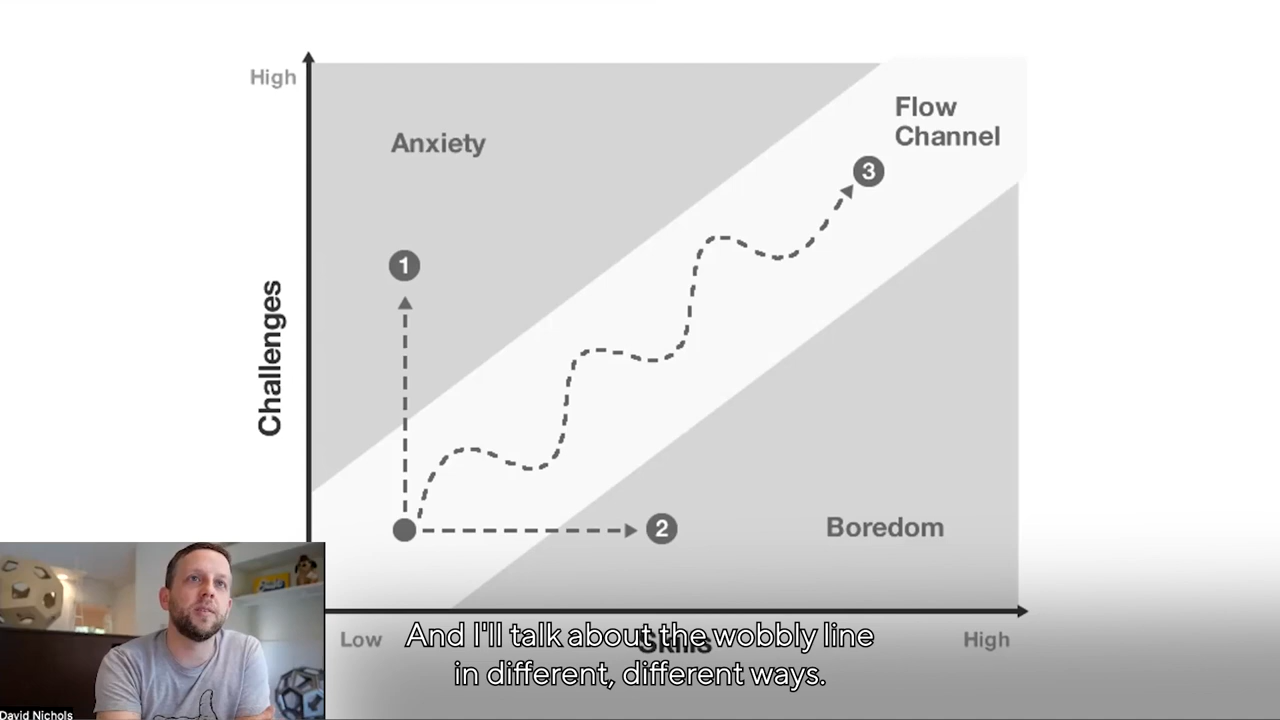 High
Anxiety
Flow
Channel
3
1
Challenges
2
Boredom
Low
Skills
High
And I'll talk about the wobbly line
in different, different ways.
David Nichols